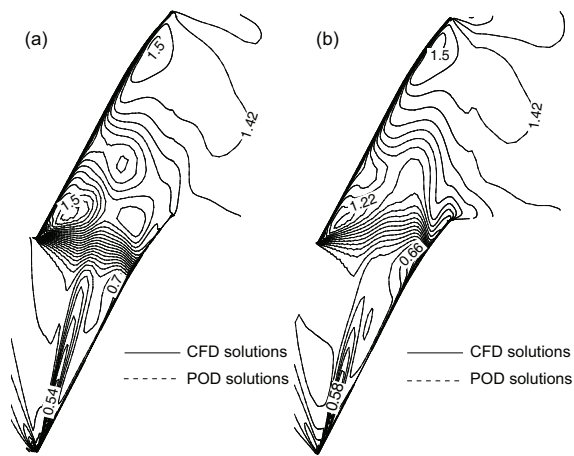 (a)
1.5
1.42
1.5
0.7
0.54
CFD solutions
POD solutions
(b)
1.5
1.42
1.22
0.66
0.58
CFD solutions
POD solutions